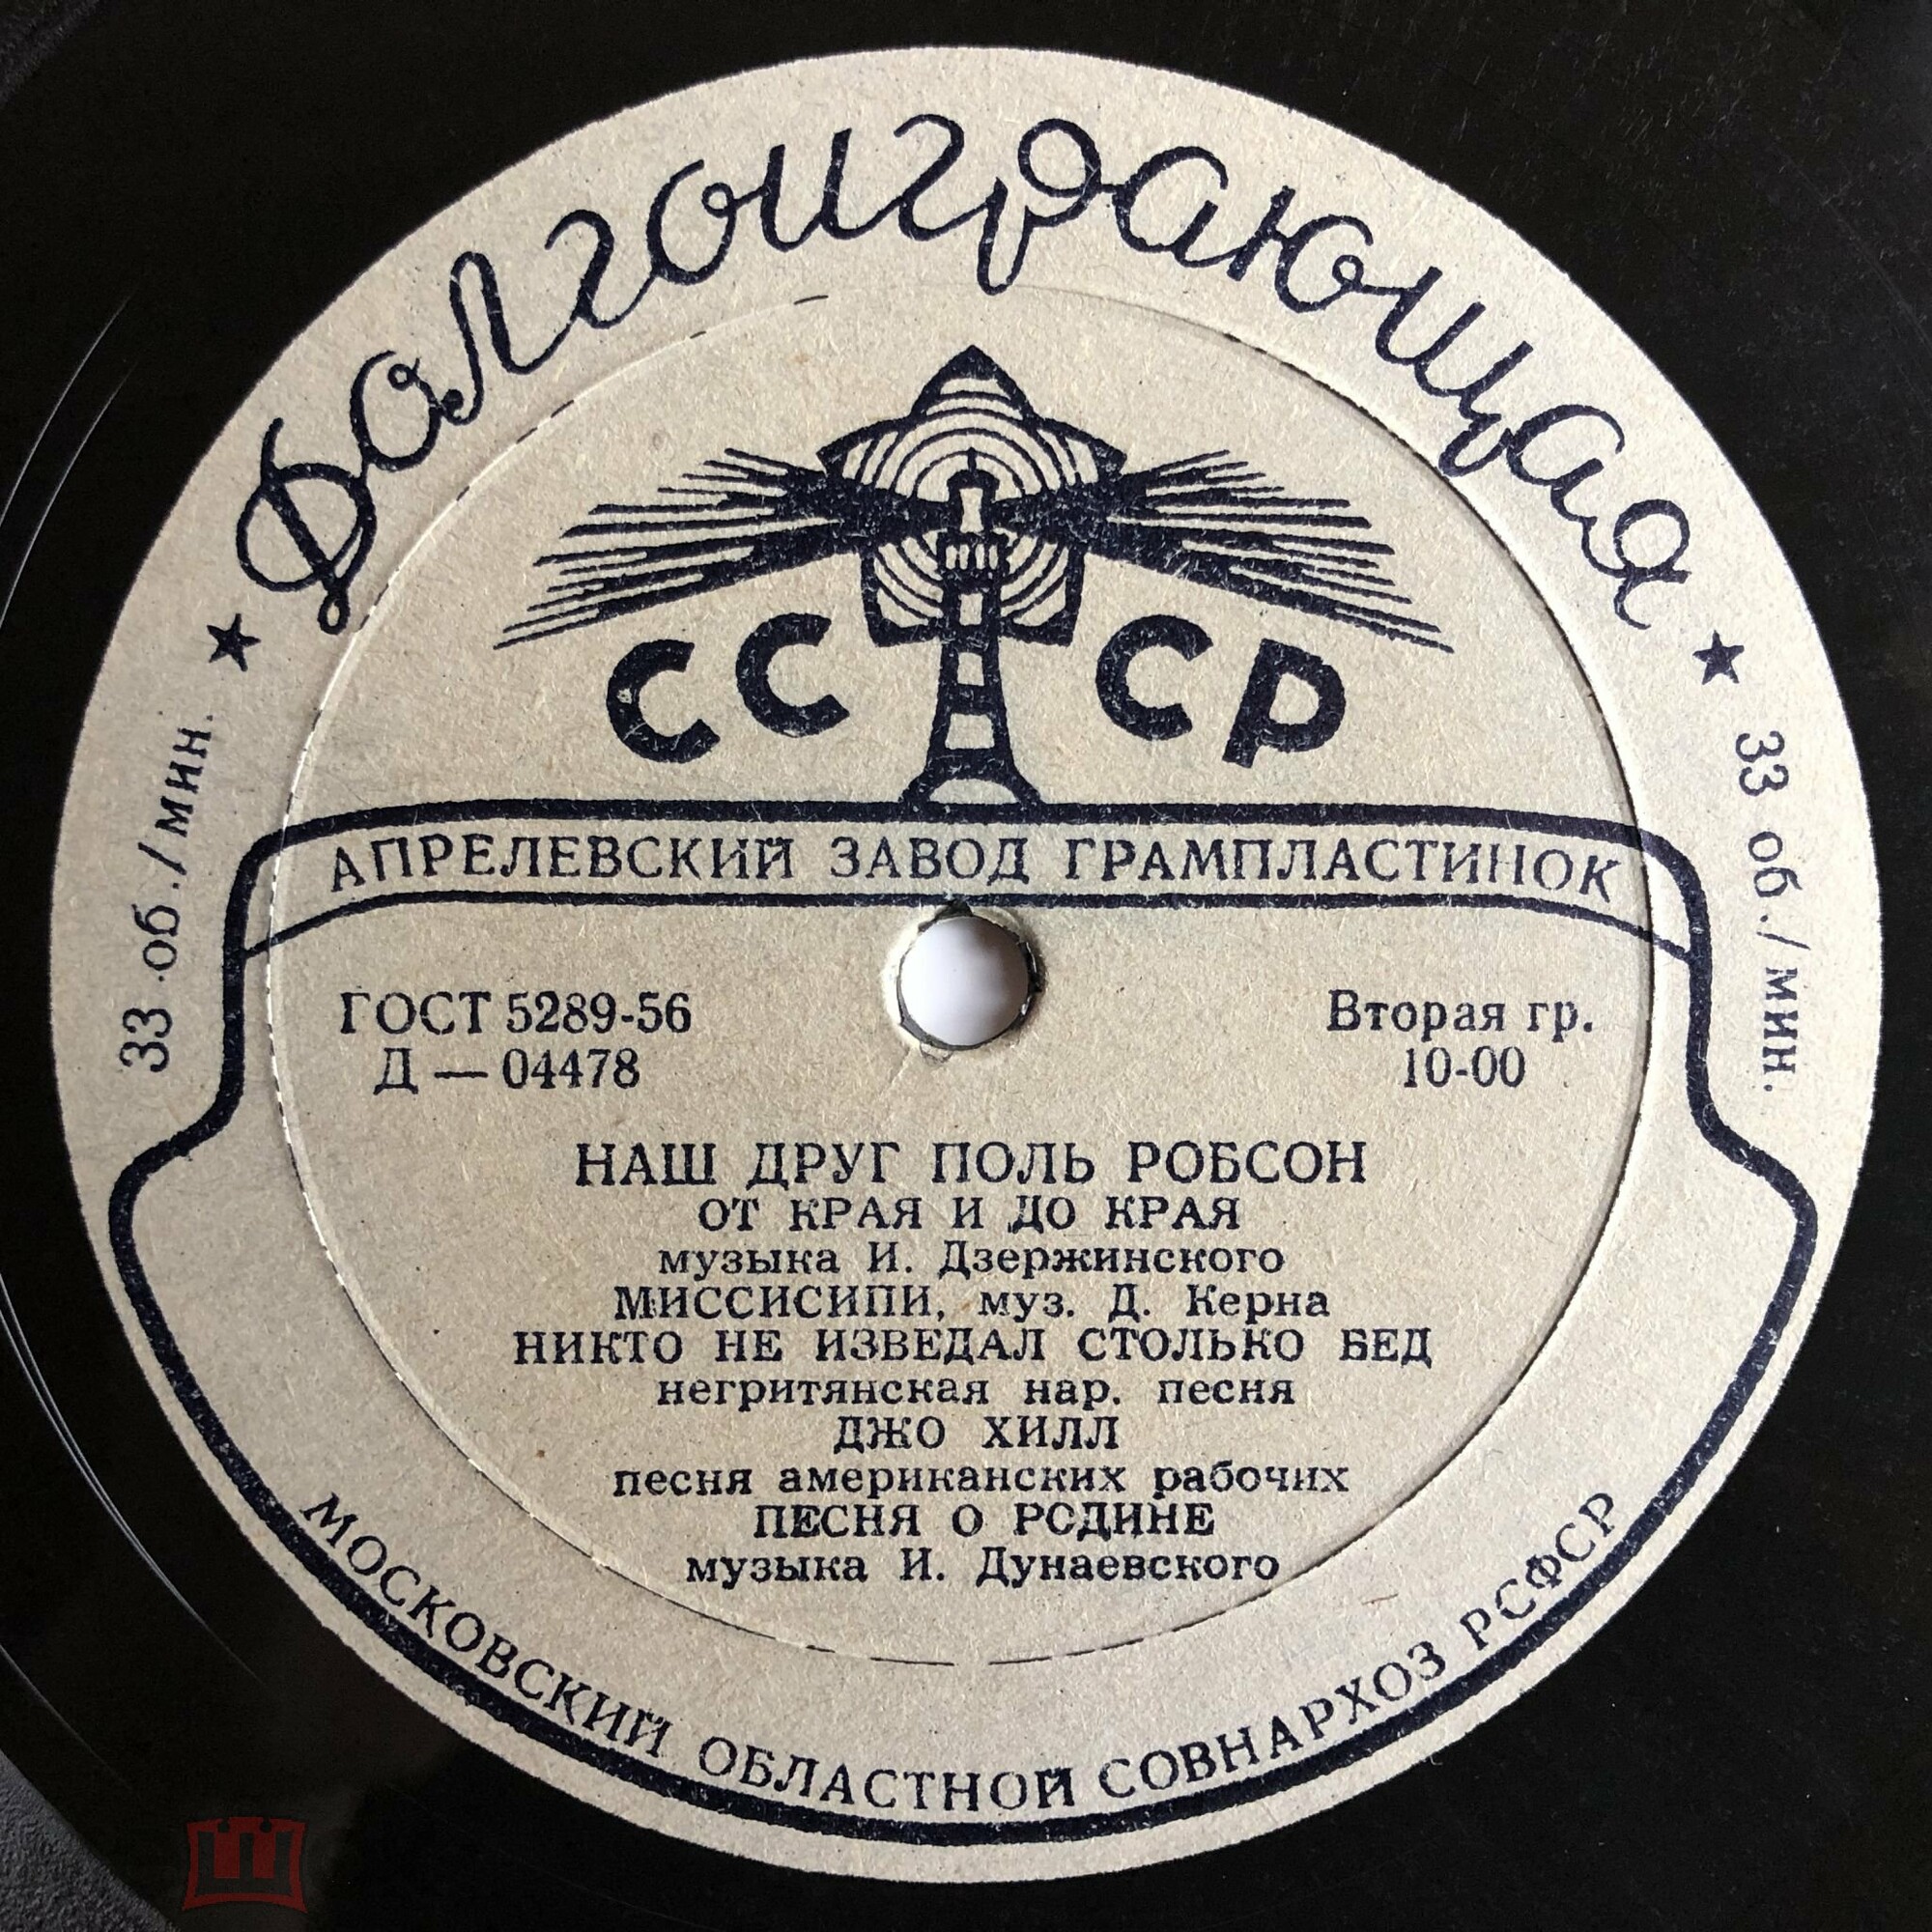 Долгоиграющая
★ 33 об./мин.
★ 33 об./мин.
СССР
АПРЕЛЕВСКИЙ ЗАВОД ГРАМПЛАСТИНОК
ГОСТ 5289-56
Д — 04478
Вторая гр.
10-00
НАШ ДРУГ ПОЛЬ РОБСОН
ОТ КРАЯ И ДО КРАЯ
музыка И. Дзержинского
МИССИСИПИ, муз. Д. Керна
НИКТО НЕ ИЗВЕДАЛ СТОЛЬКО БЕД
негритянская нар. песня
ДЖО ХИЛЛ
песня американских рабочих
ПЕСНЯ О РОДИНЕ
музыка И. Дунаевского
МОСКОВСКИЙ ОБЛАСТНОЙ СОВНАРХОЗ РСФСР